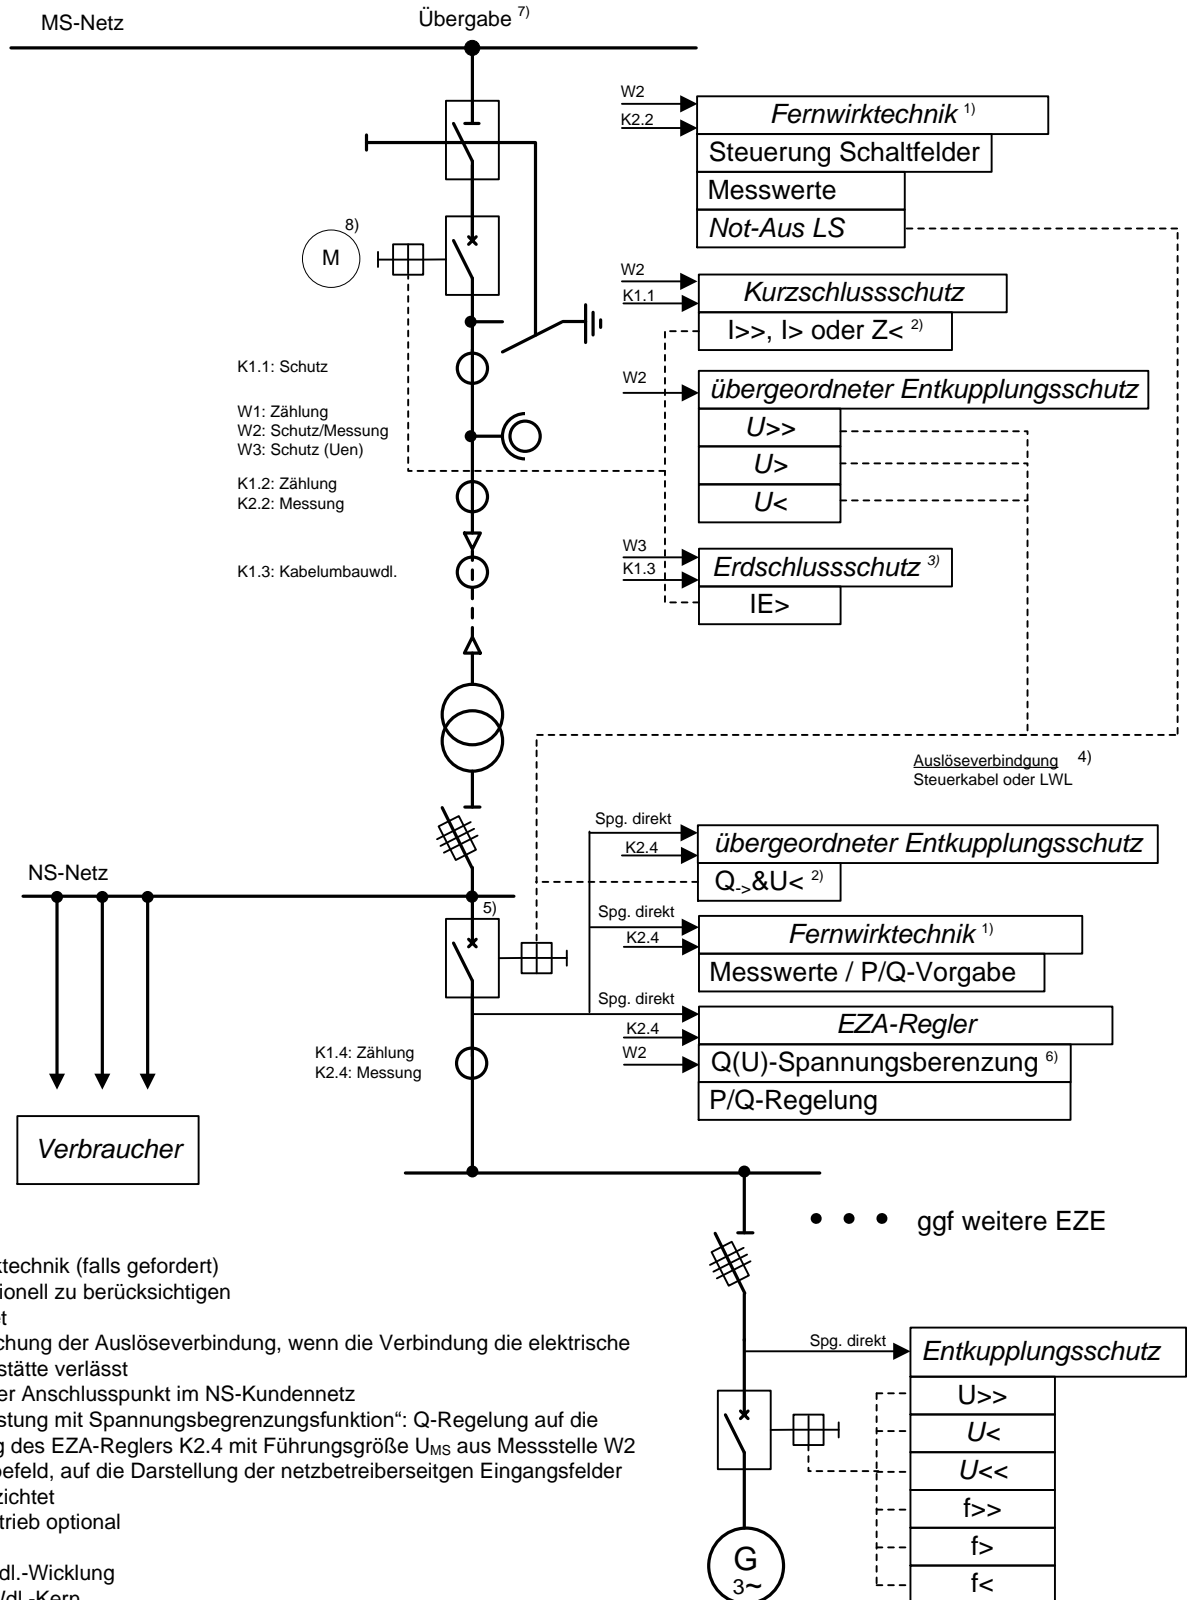 MS-Netz
Übergabe 7)
W2
K2.2
Fernwirktechnik 1)
Steuerung Schaltfelder
Messwerte
Not-Aus LS
8)
M
W2
K1.1
Kurzschlussschutz
I>>, I> oder Z< 2)
K1.1: Schutz
W2
übergeordneter Entkupplungsschutz
U>>
U>
U<
W1: Zählung
W2: Schutz/Messung
W3: Schutz (Uen)
K1.2: Zählung
K2.2: Messung
W3
K1.3
Erdschlussschutz 3)
IE>
K1.3: Kabelumbauwdl.
Auslöseverbindgung 4)
Steuerkabel oder LWL
Spg. direkt
K2.4
übergeordneter Entkupplungsschutz
Q->&U< 2)
NS-Netz
5)
Spg. direkt
K2.4
Fernwirktechnik 1)
Messwerte / P/Q-Vorgabe
Spg. direkt
K2.4
W2
EZA-Regler
Q(U)-Spannungsberenzung 6)
P/Q-Regelung
K1.4: Zählung
K2.4: Messung
Verbraucher
ggf weitere EZE
technik (falls gefordert)
ionell zu berücksichtigen
et
chung der Auslöseverbindung, wenn die Verbindung die elektrische
stätte verlässt
er Anschlusspunkt im NS-Kundennetz
stung mit Spannungsbegrenzungsfunktion“: Q-Regelung auf die
g des EZA-Reglers K2.4 mit Führungsgröße UMS aus Messstelle W2
efeld, auf die Darstellung der netzbetreiberseitgen Eingangsfelder
zichtet
trieb optional
dl.-Wicklung
Wdl.-Kern
Spg. direkt
Entkupplungsschutz
U>>
U<
U<<
f>>
f>
f<
G
3~